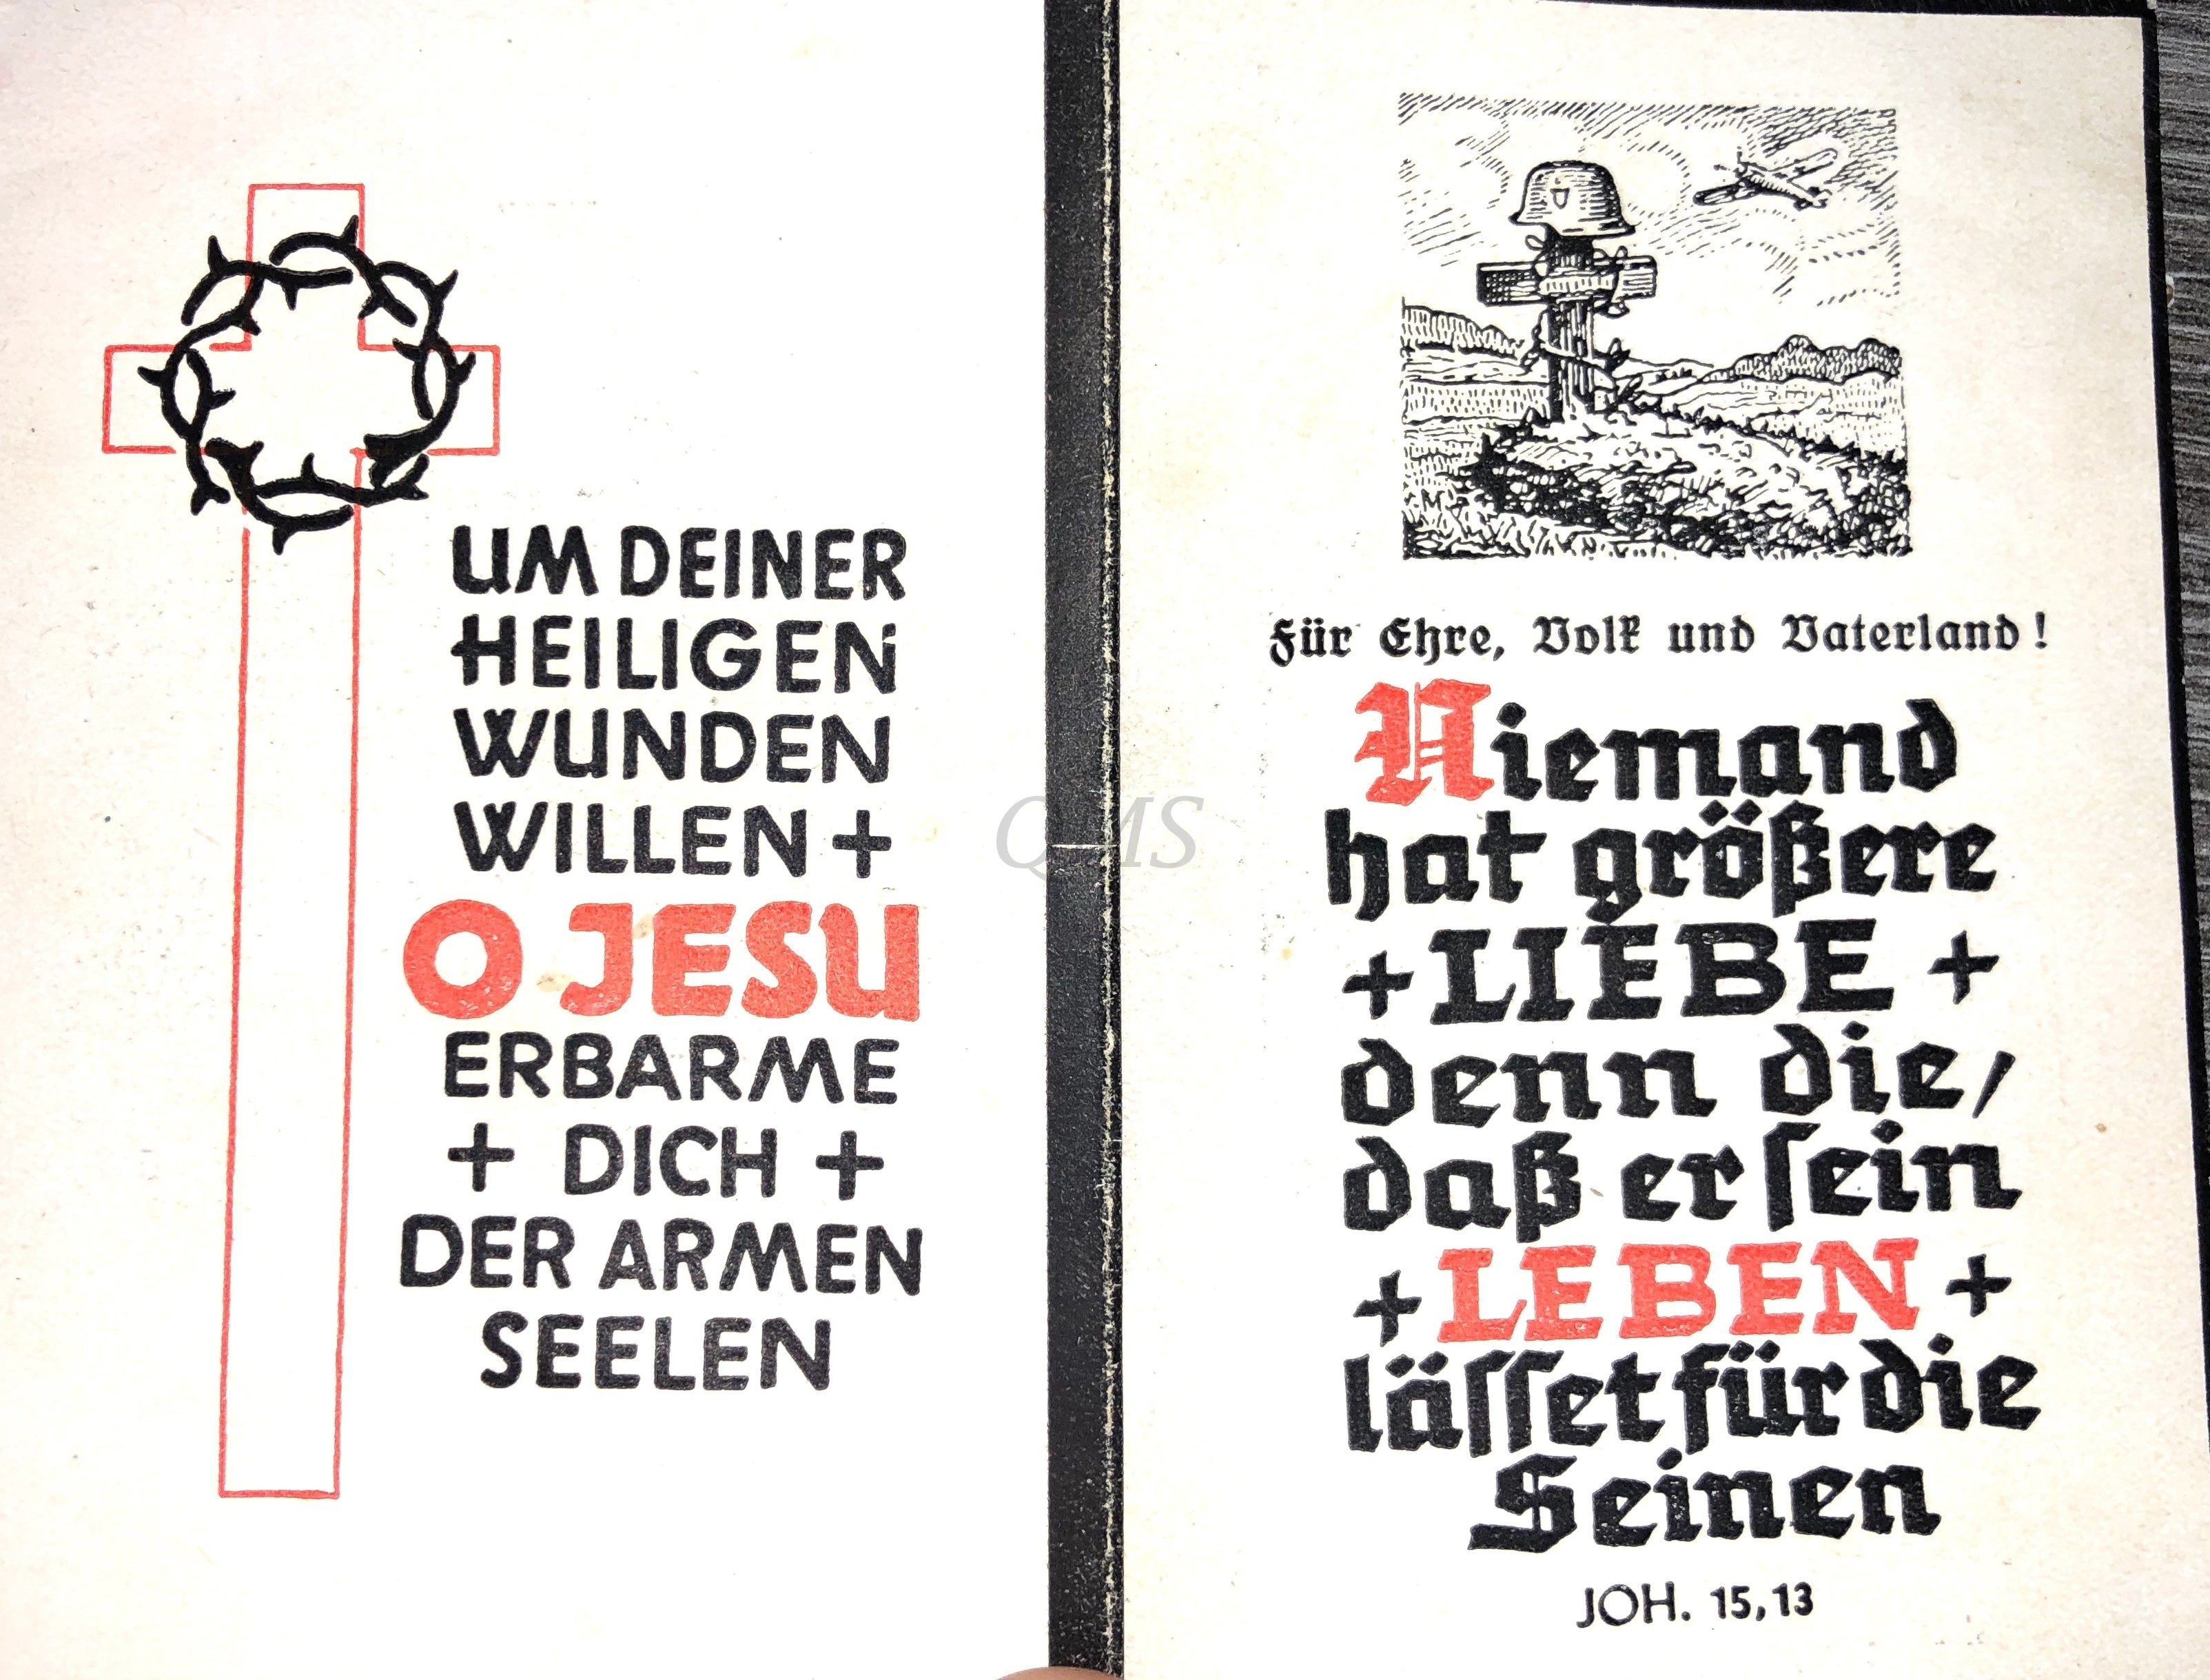 UM DEINER
HEILIGEN
WUNDEN
WILLEN +
O JESU
ERBARME
+ DICH +
DER ARMEN
SEELEN
QMS
Für Ehre, Volk und Vaterland!
Niemand
hat größere
+ LIEBE +
denn die/
daß er sein
+ LEBEN +
lässet für die
Seinen
JOH. 15,13